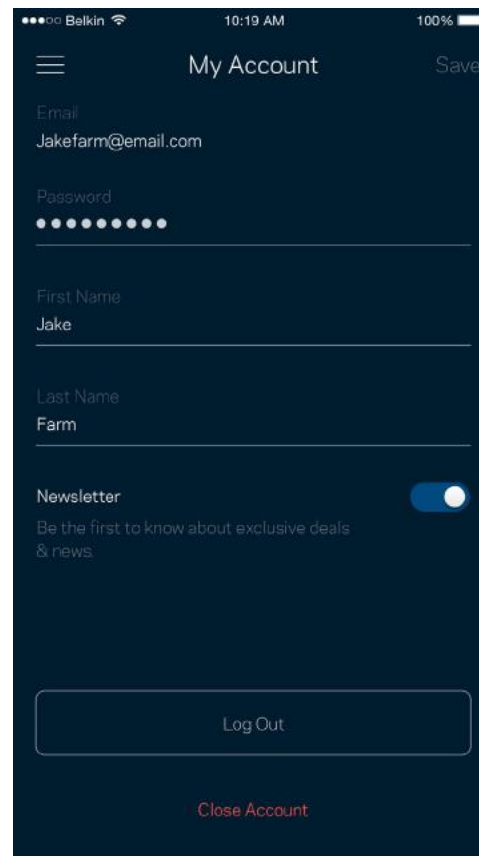 Belkin 10:19 AM 100%
My Account Save
Email
Jakefarm@email.com
Password
First Name
Jake
Last Name
Farm
Newsletter
Be the first to know about exclusive deals
& news.
Log Out
Close Account